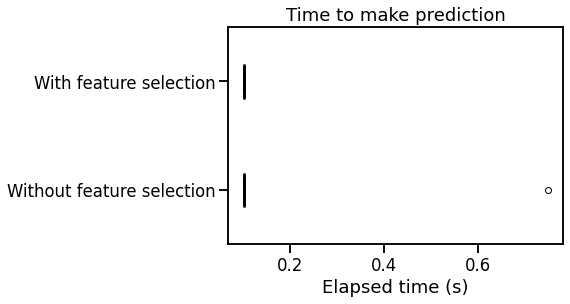 Time to make prediction
With feature selection
Without feature selection
0.2 0.4 0.6
Elapsed time (s)